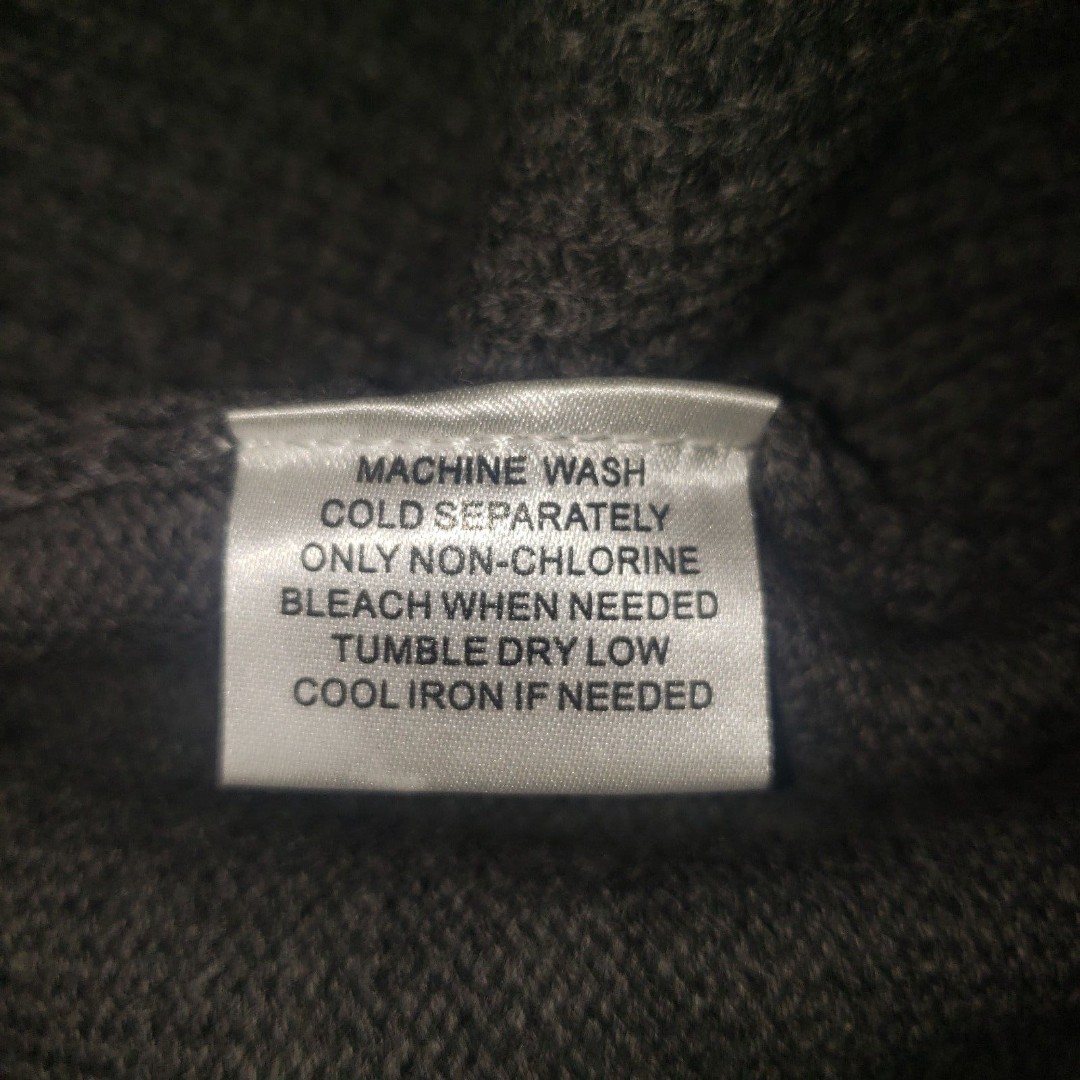 MACHINE WASH
COLD SEPARATELY
ONLY NON-CHLORINE
BLEACH WHEN NEEDED
TUMBLE DRY LOW
COOL IRON IF NEEDED